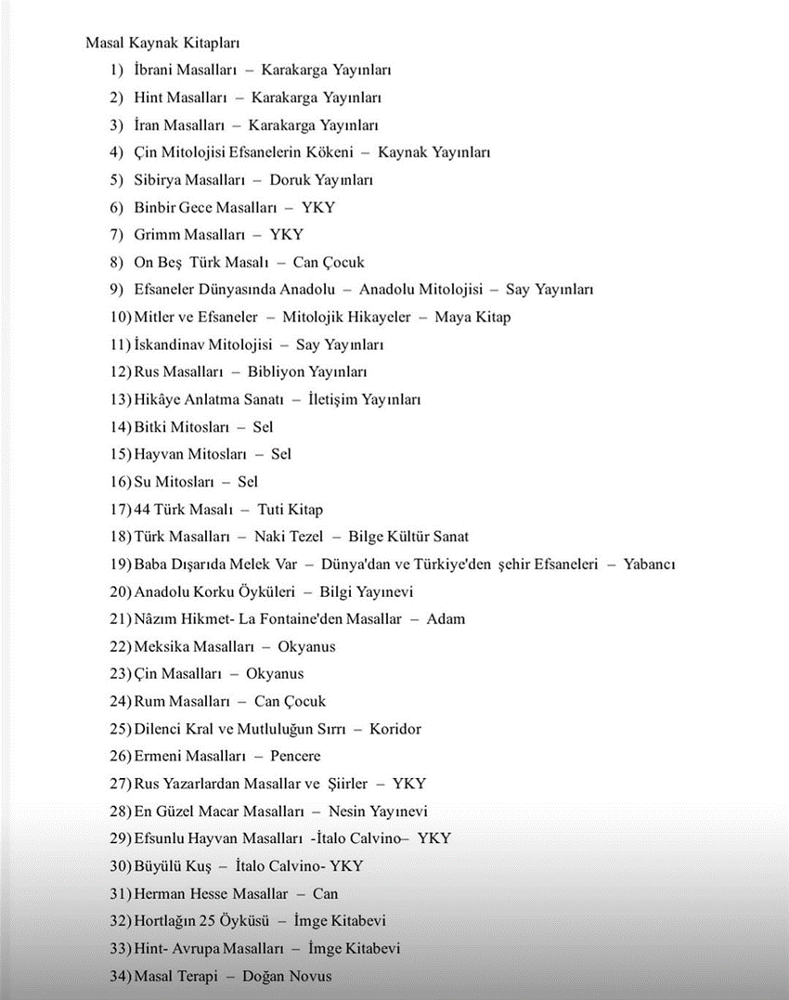 Masal Kaynak Kitapları
1) İbrani Masalları – Karakarga Yayınları
2) Hint Masalları – Karakarga Yayınları
3) İran Masalları – Karakarga Yayınları
4) Çin Mitolojisi Efsanelerin Kökeni – Kaynak Yayınları
5) Sibirya Masalları – Doruk Yayınları
6) Binbir Gece Masalları – YKY
7) Grimm Masalları – YKY
8) On Beş Türk Masalı – Can Çocuk
9) Efsaneler Dünyasında Anadolu – Anadolu Mitolojisi – Say Yayınları
10) Mitler ve Efsaneler – Mitolojik Hikayeler – Maya Kitap
11) İskandinav Mitolojisi – Say Yayınları
12) Rus Masalları – Bibliyon Yayınları
13) Hikâye Anlatma Sanatı – İletişim Yayınları
14) Bitki Mitosları – Sel
15) Hayvan Mitosları – Sel
16) Su Mitosları – Sel
17) 44 Türk Masalı – Tuti Kitap
18) Türk Masalları – Naki Tezel – Bilge Kültür Sanat
19) Baba Dışarıda Melek Var – Dünya'dan ve Türkiye'den şehir Efsaneleri – Yabancı
20) Anadolu Korku Öyküleri – Bilgi Yayınevi
21) Nâzım Hikmet- La Fontaine'den Masallar – Adam
22) Meksika Masalları – Okyanus
23) Çin Masalları – Okyanus
24) Rum Masalları – Can Çocuk
25) Dilenci Kral ve Mutluluğun Sırrı – Koridor
26) Ermeni Masalları – Pencere
27) Rus Yazarlardan Masallar ve Şiirler – YKY
28) En Güzel Macar Masalları – Nesin Yayınevi
29) Efsunlu Hayvan Masalları -İtalo Calvino– YKY
30) Büyülü Kuş – İtalo Calvino- YKY
31) Herman Hesse Masallar – Can
32) Hortlağın 25 Öyküsü – İmge Kitabevi
33) Hint- Avrupa Masalları – İmge Kitabevi
34) Masal Terapi – Doğan Novus